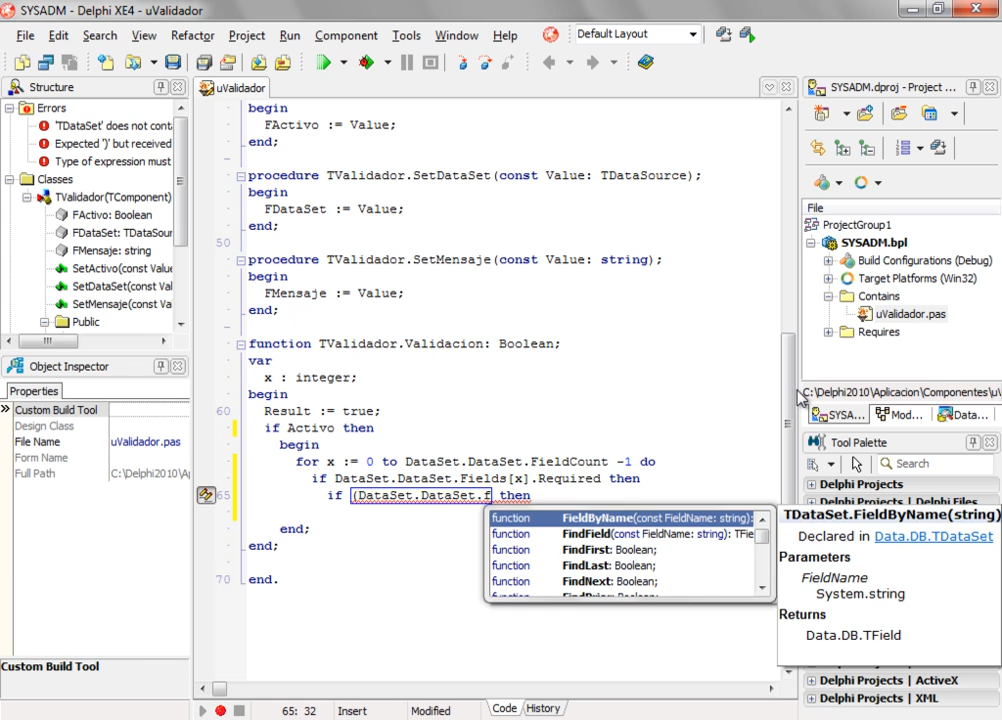 SYSADM - Delphi XE4 - uValidador
File Edit Search View Refactor Project Run Component Tools Window Help
Default Layout
Structure
Errors
'TDataSet' does not cont
Expected ')' but received
Type of expression must
Classes
TValidador(TComponent)
FActivo: Boolean
FDataSet: TDataSour
FMensaje: string
SetActivo(const Value
SetDataSet(const Val
SetMensaje(const Va
Public
Object Inspector
Properties
Custom Build Tool
Design Class
File Name uValidador.pas
Form Name
Full Path C:\Delphi2010\Ap
Custom Build Tool
uValidador
begin
FActivo := Value;
end;
procedure TValidador.SetDataSet(const Value: TDataSource);
begin
FDataSet := Value;
end;
50
procedure TValidador.SetMensaje(const Value: string);
begin
FMensaje := Value;
end;
function TValidador.Validacion: Boolean;
var
x : integer;
begin
60 Result := true;
if Activo then
begin
for x := 0 to DataSet.DataSet.FieldCount -1 do
if DataSet.DataSet.Fields[x].Required then
65 if (DataSet.DataSet.f then
end;
end;
70 end.
function FieldByName(const FieldName: string):
function FindField(const FieldName: string): TFie
function FindFirst: Boolean;
function FindLast: Boolean;
function FindNext: Boolean;
function FindPrior: Boolean;
TDataSet.FieldByName(string)
Declared in Data.DB.TDataSet
Parameters
FieldName
System.string
Returns
Data.DB.TField
65: 32 Insert Modified Code History
SYSADM.dproj - Project ...
File
ProjectGroup1
SYSADM.bpl
Build Configurations (Debug)
Target Platforms (Win32)
Contains
uValidador.pas
Requires
C:\Delphi2010\Aplicacion\Componentes\u\
SYSA... Mod... Data...
Tool Palette
Search
Delphi Projects
Delphi Projects | Delphi Files
Delphi Projects | ActiveX
Delphi Projects | XML